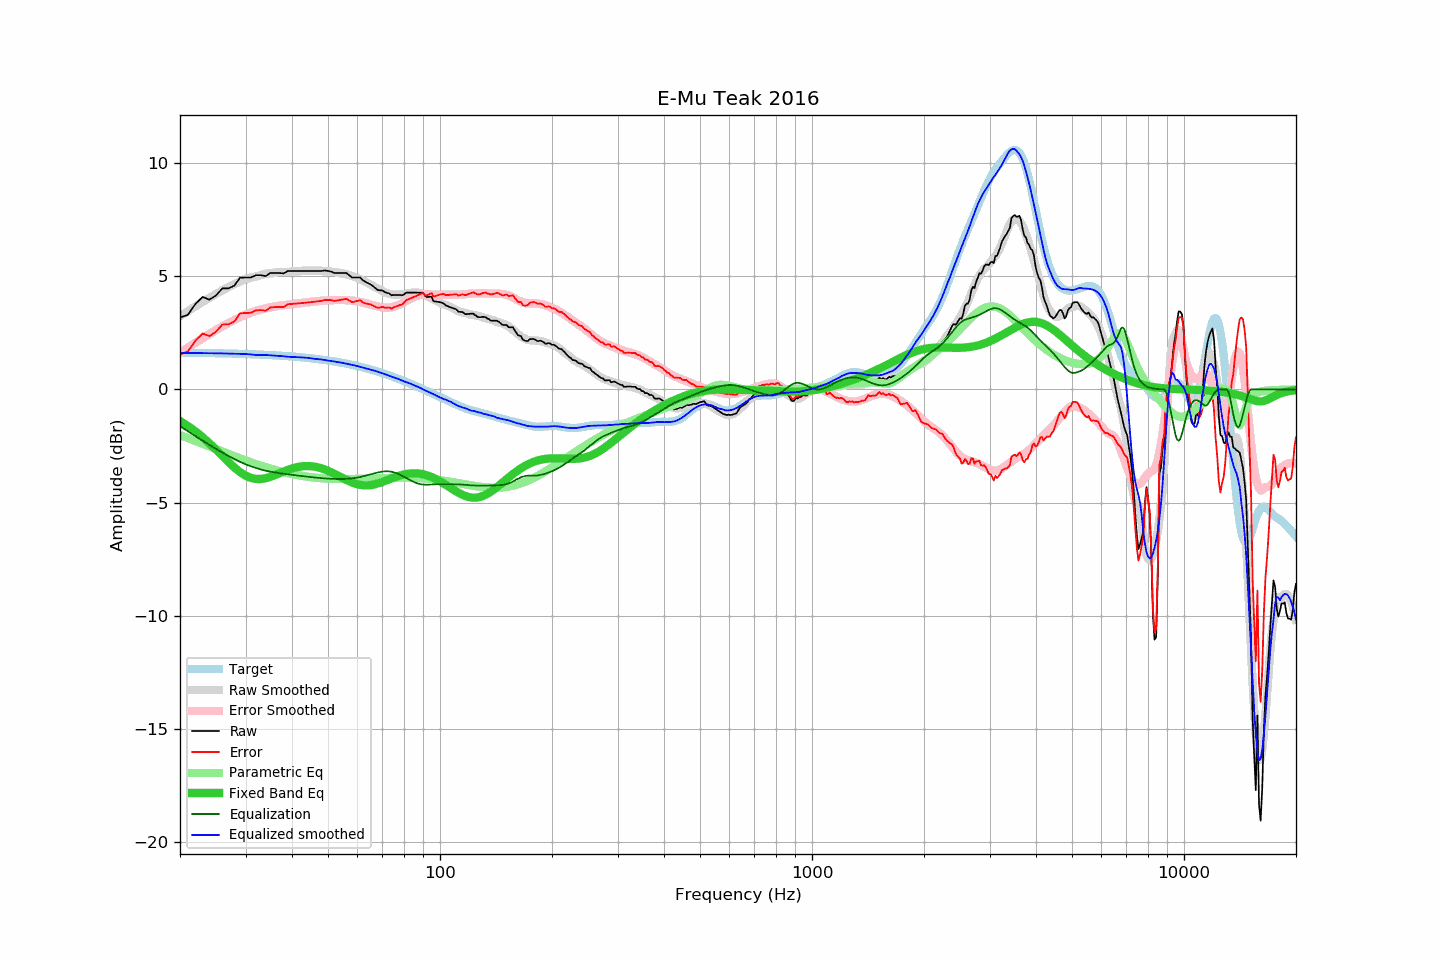 E-Mu Teak 2016
10
5
0
−5
−10
−15
−20
Amplitude (dBr)
Target
Raw Smoothed
Error Smoothed
Raw
Error
Parametric Eq
Fixed Band Eq
Equalization
Equalized smoothed
100 1000 10000
Frequency (Hz)